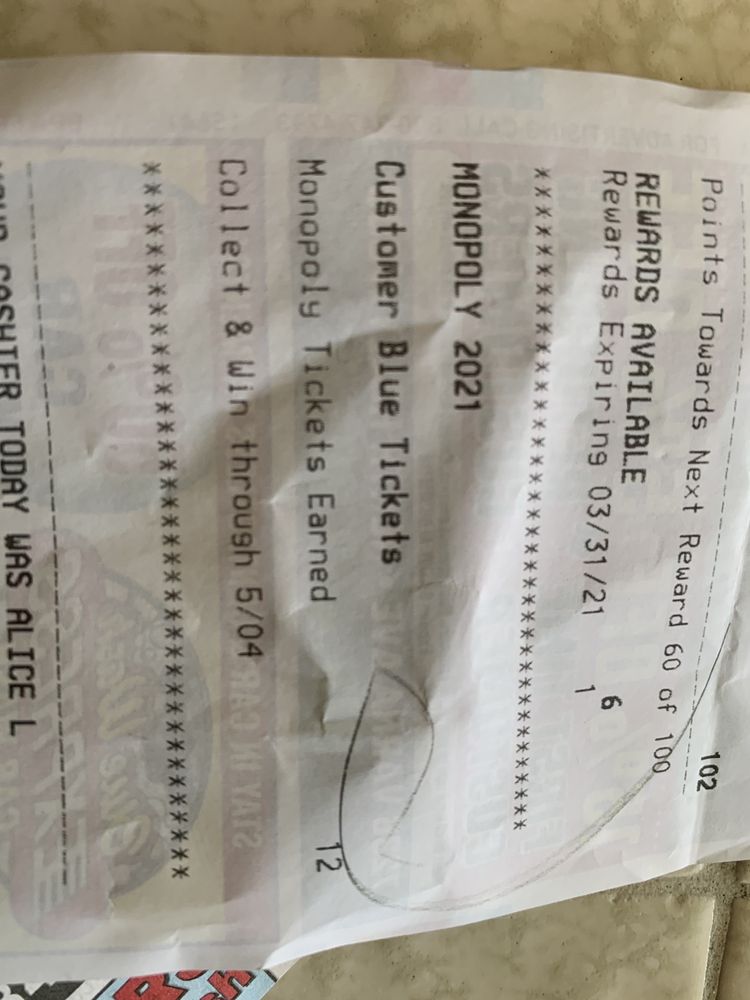 102
Points Towards Next Reward 60 of 100
REWARDS AVAILABLE 6
Rewards Expiring 03/31/21 1
**************************************
MONOPOLY 2021
Customer Blue Tickets
Monopoly Tickets Earned 12
Collect & Win through 5/04
**************************************
YOUR CASHIER TODAY WAS ALICE L